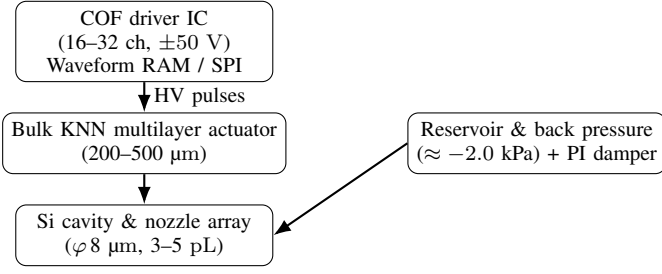 COF driver IC
(16–32 ch, ±50 V)
Waveform RAM / SPI
HV pulses
Bulk KNN multilayer actuator
(200–500 μm)
Reservoir & back pressure
(≈ −2.0 kPa) + PI damper
Si cavity & nozzle array
(φ8 μm, 3–5 pL)